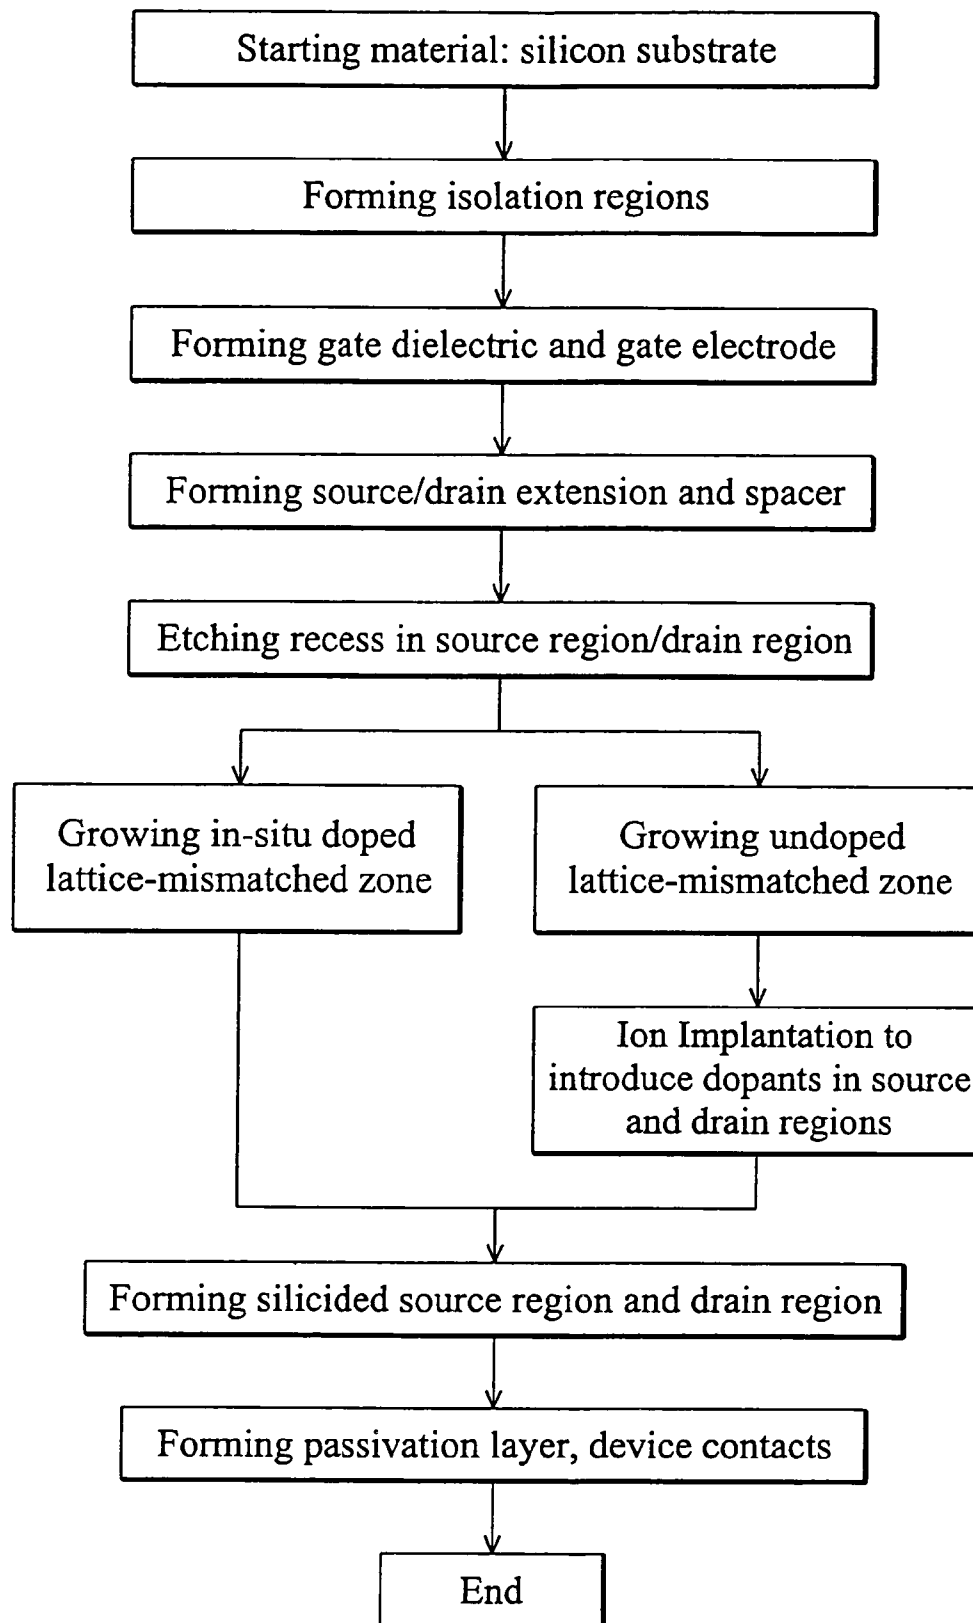 Starting material: silicon substrate
Forming isolation regions
Forming gate dielectric and gate electrode
Forming source/drain extension and spacer
Etching recess in source region/drain region
Growing in-situ doped
lattice-mismatched zone
Growing undoped
lattice-mismatched zone
Ion Implantation to
introduce dopants in source
and drain regions
Forming silicided source region and drain region
Forming passivation layer, device contacts
End